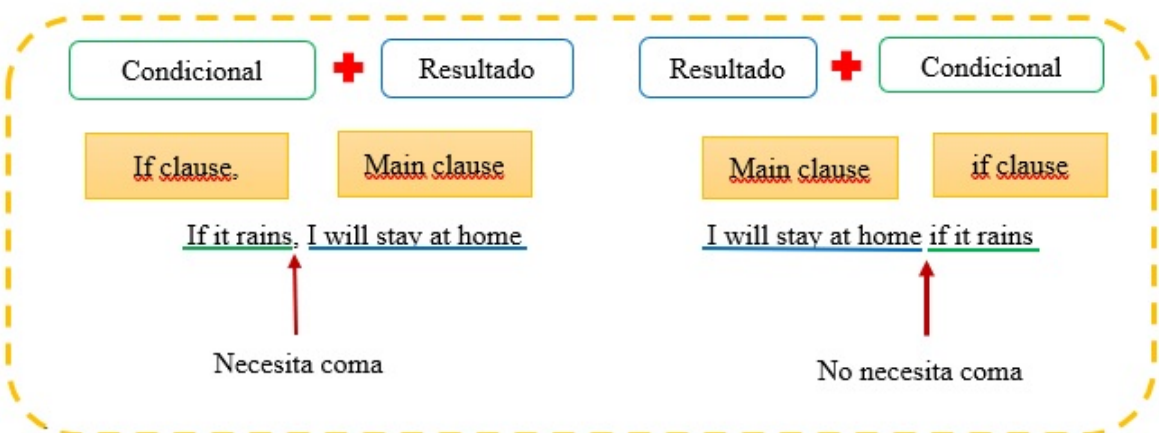 Condicional + Resultado
If clause, Main clause
If it rains, I will stay at home
Necesita coma
Resultado + Condicional
Main clause if clause
I will stay at home if it rains
No necesita coma